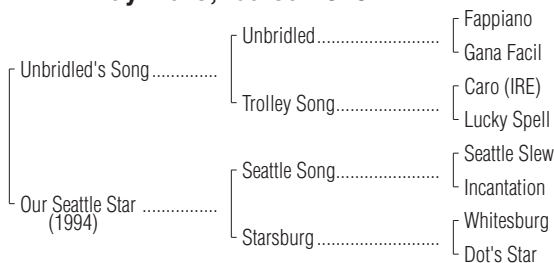 Fappiano
Unbridled
Gana Facil
Unbridled's Song
Caro (IRE)
Trolley Song
Lucky Spell
Seattle Slew
Seattle Song
Incantation
Our Seattle Star
(1994)
Whitesburg
Starsburg
Dot's Star